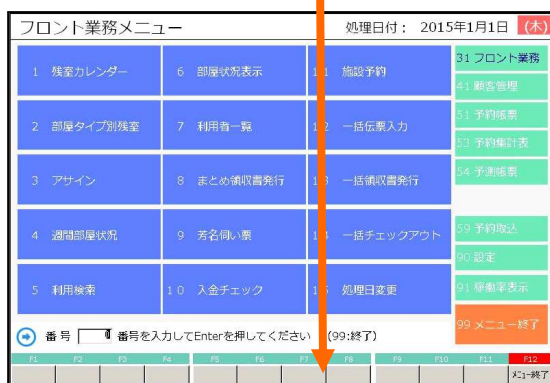 フロント業務メニュー 処理日付： 2015年1月1日 (木)
1 残室カレンダー 6 部屋状況表示 11 施設予約 31 フロント業務
41 顧客管理
2 部屋タイプ別残室 7 利用者一覧 12 一括伝票入力 51 予約帳票
53 予約集計表
3 アサイン 8 まとめ領収書発行 13 一括領収書発行 54 予測帳票
4 週間部屋状況 9 芳名伺い票 14 一括チェックアウト 59 予約取込
90 設定
5 利用検索 10 入金チェック 15 処理日変更 91 稼働率表示
99 メニュー終了
番号 番号を入力してEnterを押してください (99:終了)
F1 F2 F3 F4 F5 F6 F7 F8 F9 F10 F11 F12
ﾒﾆｭｰ終了